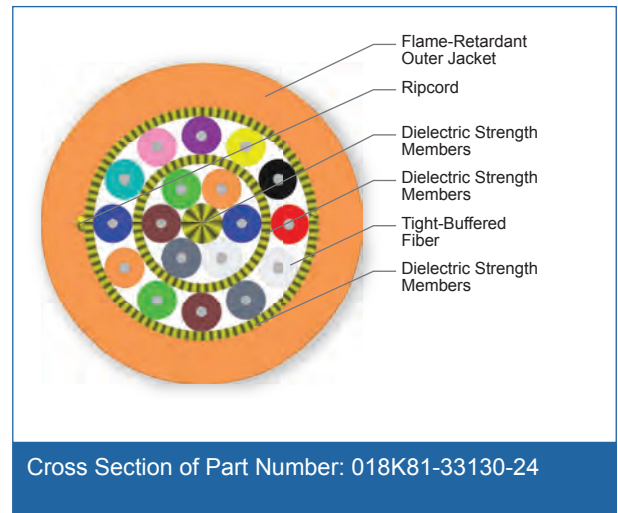 Flame-Retardant
Outer Jacket
Ripcord
Dielectric Strength
Members
Dielectric Strength
Members
Tight-Buffered
Fiber
Dielectric Strength
Members
Cross Section of Part Number: 018K81-33130-24